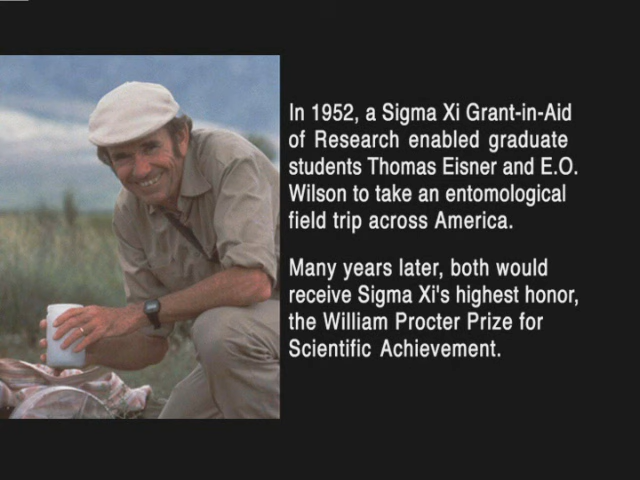 In 1952, a Sigma Xi Grant-in-Aid
of Research enabled graduate
students Thomas Eisner and E.O.
Wilson to take an entomological
field trip across America.
Many years later, both would
receive Sigma Xi's highest honor,
the William Procter Prize for
Scientific Achievement.